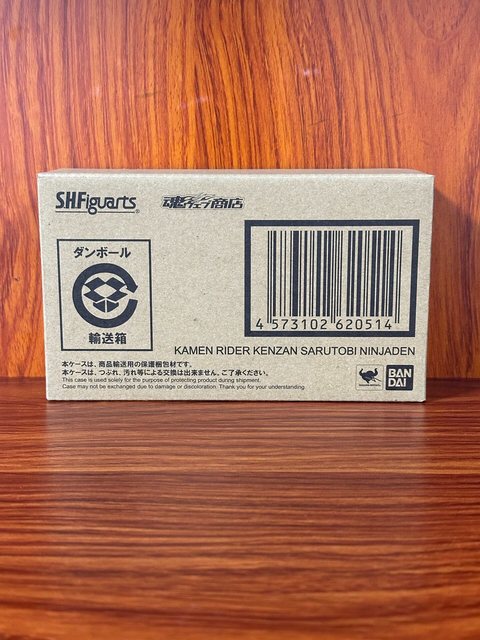 S.H.Figuarts®
魂ウェブ商店
ダンボール
輸送箱
4 573102 620514
KAMEN RIDER KENZAN SARUTOBI NINJADEN
本ケースは、商品輸送用の保護梱包材です。
本ケースは、つぶれ、汚れ等による交換は出来ません、ご了承ください。
This case is used solely for the purpose of protecting product during shipment.
Case may not be exchanged due to damage or discoloration. Thank you for your understanding.
BAN
DAI